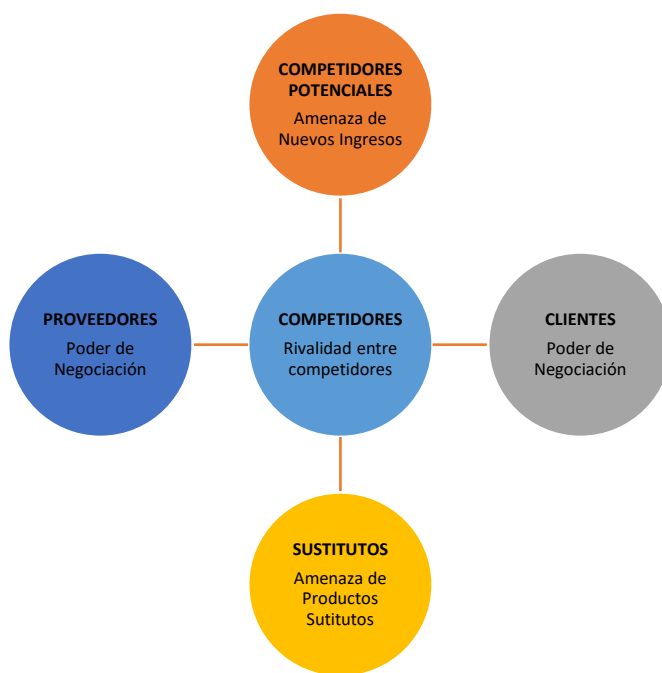 COMPETIDORES
POTENCIALES
Amenaza de
Nuevos Ingresos
PROVEEDORES
Poder de
Negociación
COMPETIDORES
Rivalidad entre
competidores
CLIENTES
Poder de
Negociación
SUSTITUTOS
Amenaza de
Productos
Sutitutos